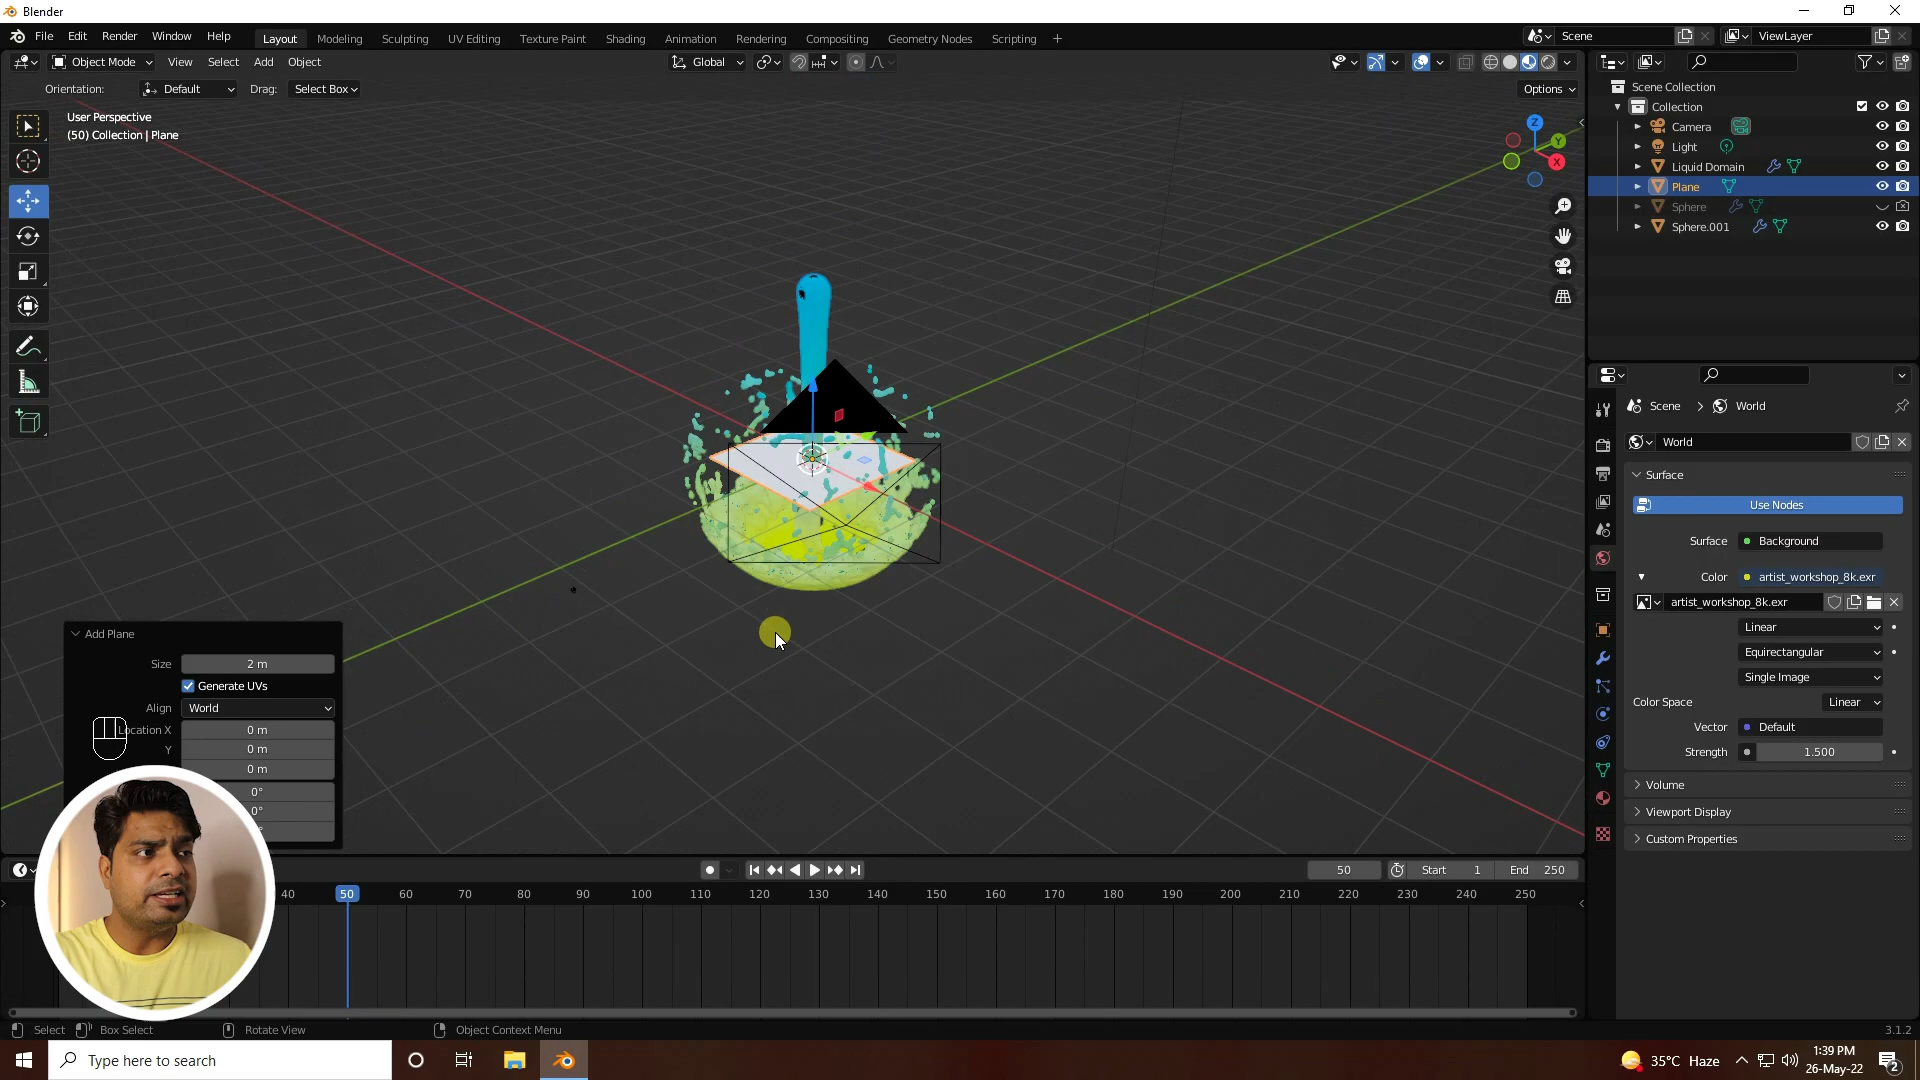 Blender
File Edit Render Window Help Layout Modeling Sculpting UV Editing Texture Paint Shading Animation Rendering Compositing Geometry Nodes Scripting + Scene ViewLayer
Object Mode View Select Add Object Global
Orientation: Default Drag: Select Box Options
User Perspective
(50) Collection | Plane
Z
Y
X
Scene Collection
Collection
Camera
Light
Liquid Domain
Plane
Sphere
Sphere.001
Scene > World
World
Surface
Use Nodes
Surface Background
Color artist_workshop_8k.exr
artist_workshop_8k.exr
Linear
Equirectangular
Single Image
Color Space Linear
Vector Default
Strength 1.500
Volume
Viewport Display
Custom Properties
Add Plane
Size 2 m
Generate UVs
Align World
Location X 0 m
Y 0 m
0 m
0°
0°
50 Start 1 End 250
40 50 60 70 80 90 100 110 120 130 140 150 160 170 180 190 200 210 220 230 240 250
Select Box Select Rotate View Object Context Menu 3.1.2
Type here to search
35°C Haze
1:39 PM
26-May-22
2